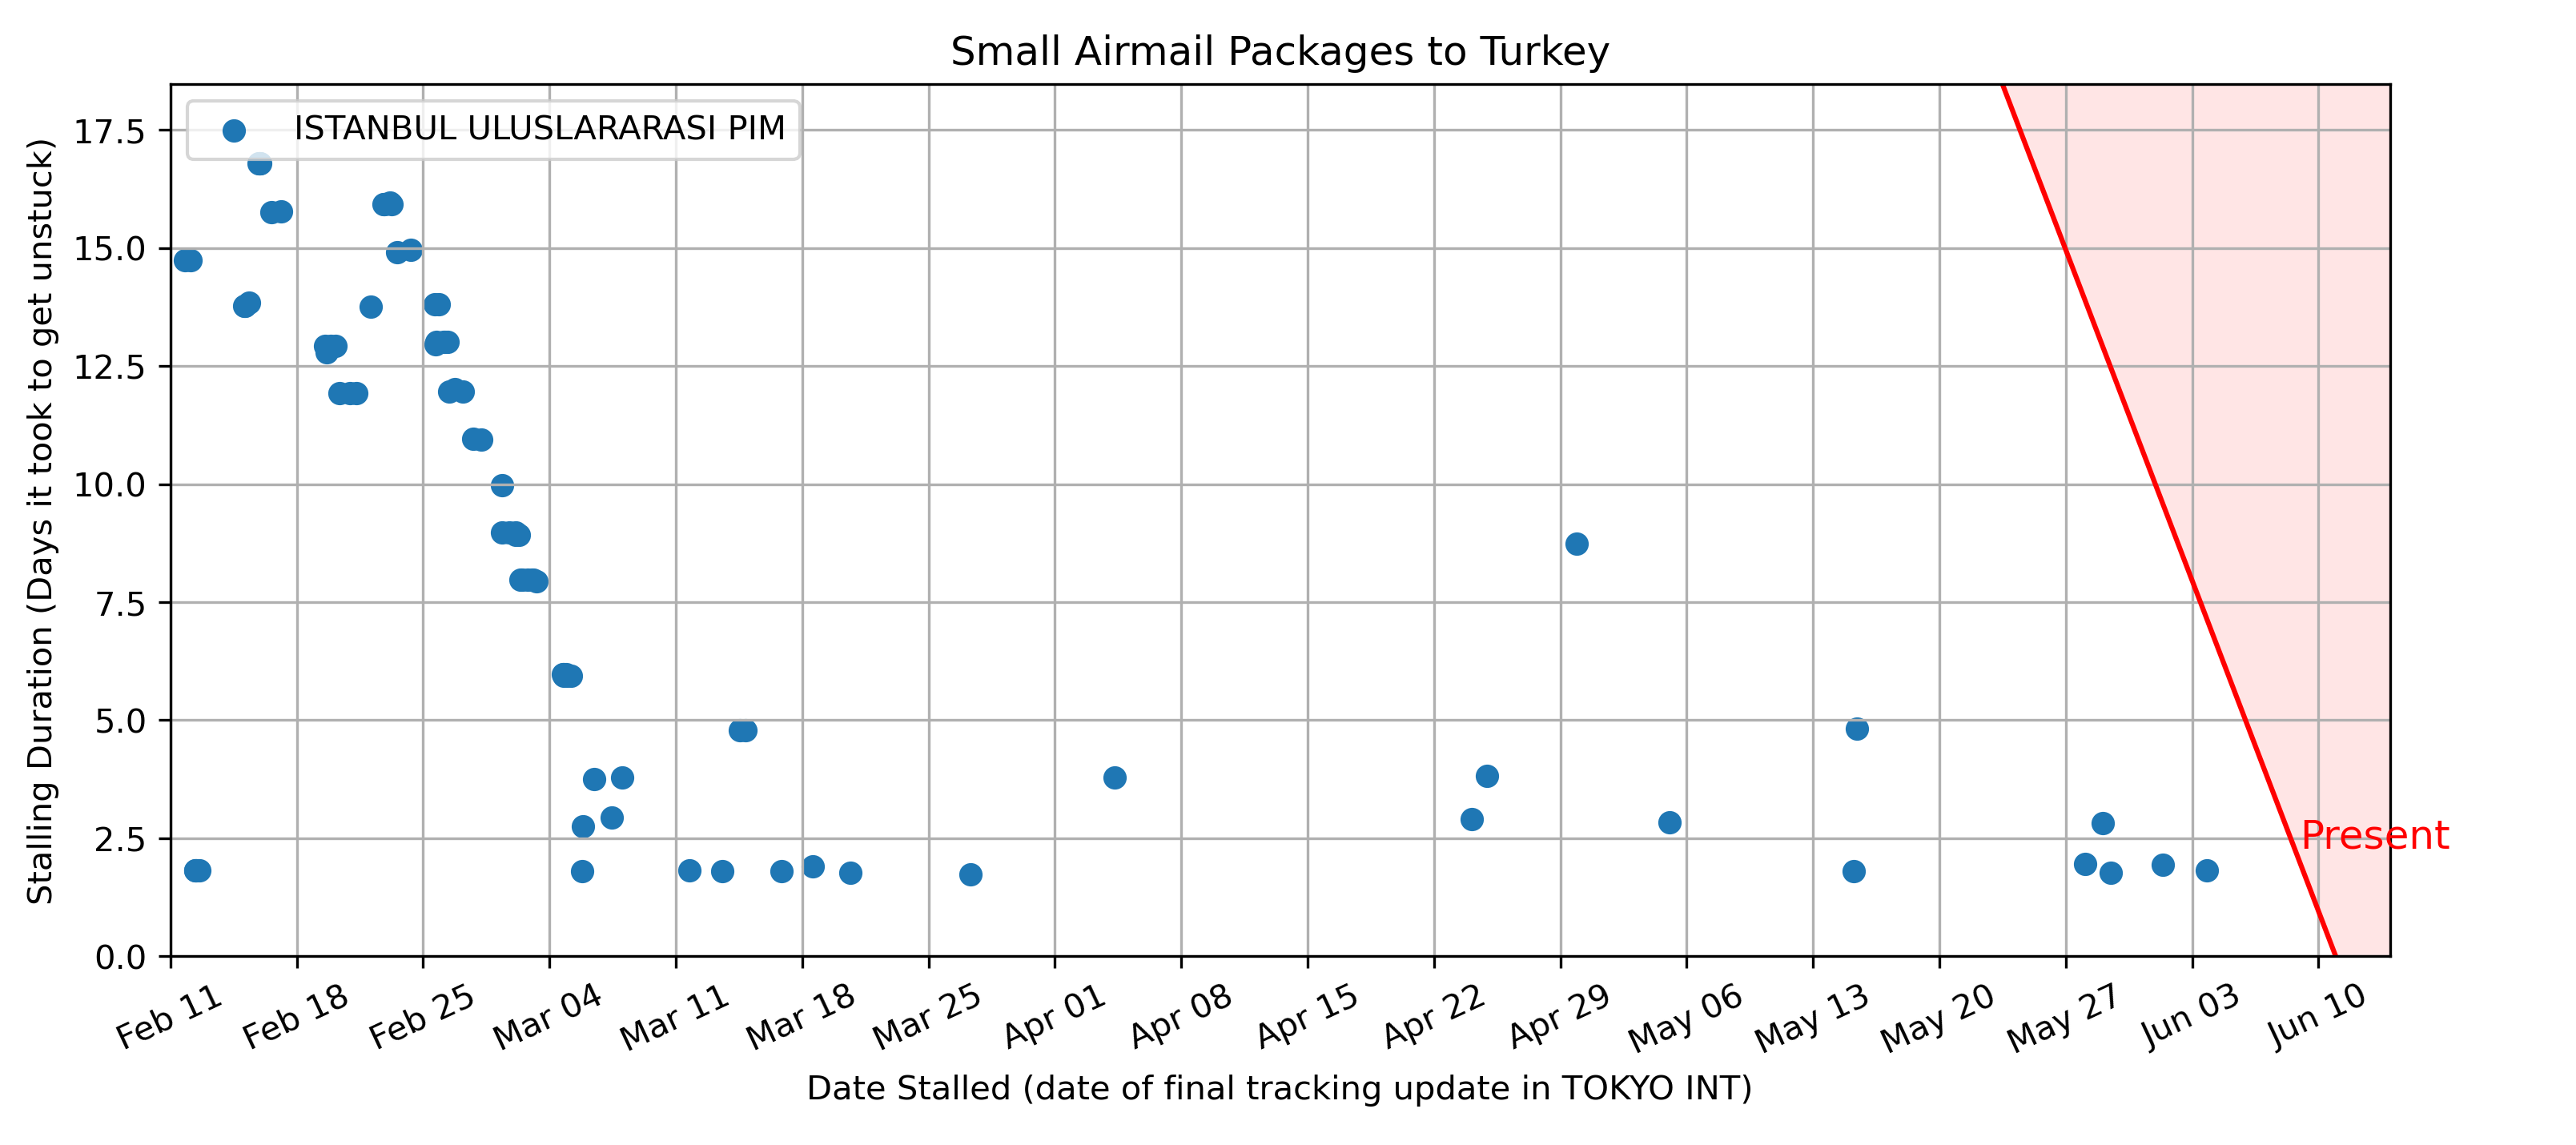 Small Airmail Packages to Turkey
ISTANBUL ULUSLARARASI PIM
Stalling Duration (Days it took to get unstuck)
17.5
15.0
12.5
10.0
7.5
5.0
2.5
0.0
Present
Feb 11
Feb 18
Feb 25
Mar 04
Mar 11
Mar 18
Mar 25
Apr 01
Apr 08
Apr 15
Apr 22
Apr 29
May 06
May 13
May 20
May 27
Jun 03
Jun 10
Date Stalled (date of final tracking update in TOKYO INT)